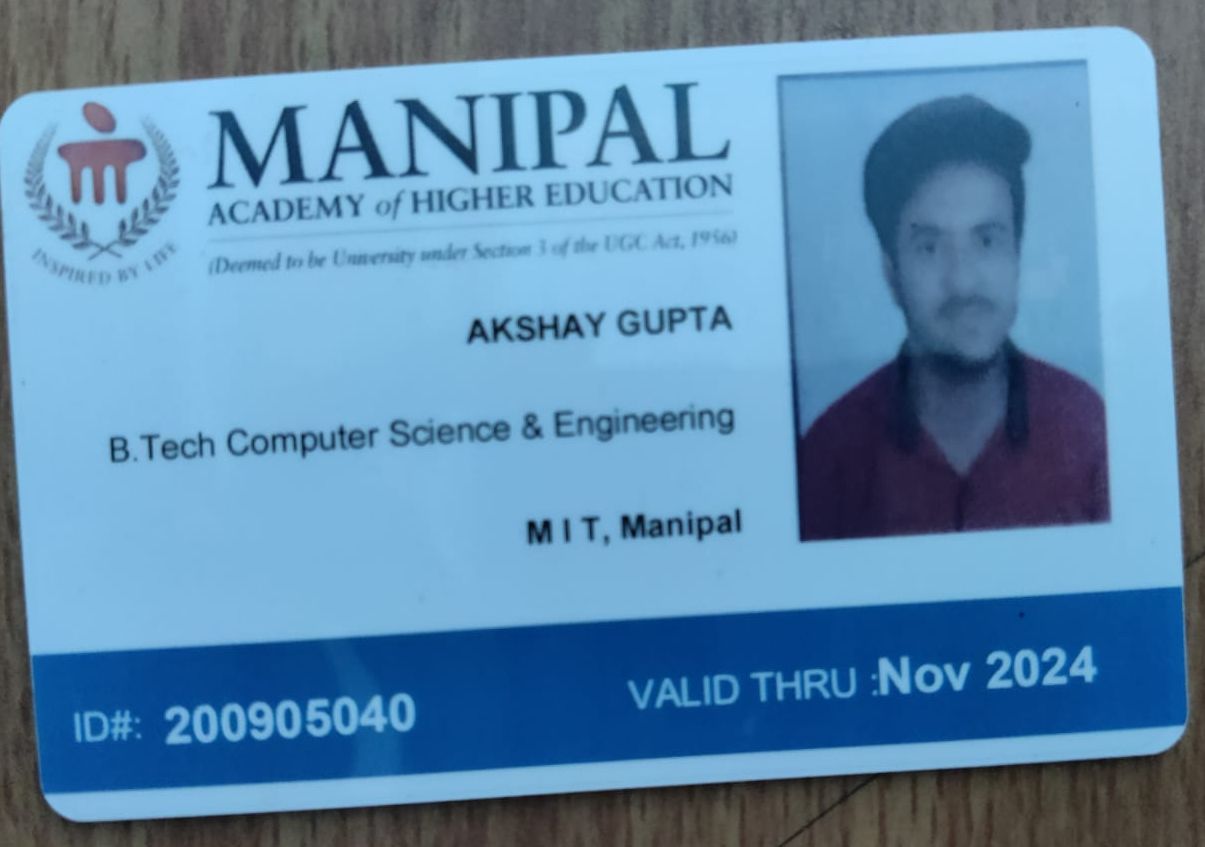 MANIPAL
ACADEMY of HIGHER EDUCATION
(Deemed to be University under Section 3 of the UGC Act, 1956)
INSPIRED BY LIFE
AKSHAY GUPTA
B.Tech Computer Science & Engineering
M I T, Manipal
ID#: 200905040
VALID THRU :Nov 2024